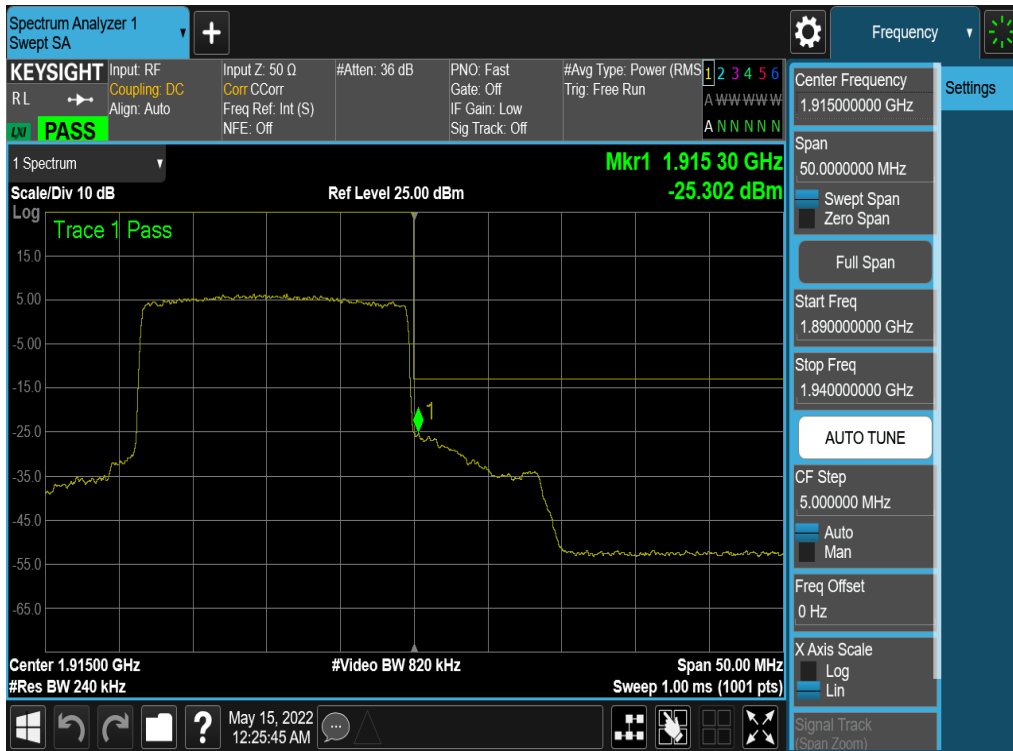 Spectrum Analyzer 1
Swept SA
+
Frequency
KEYSIGHT
R L
LXI PASS
Input: RF
Coupling: DC
Align: Auto
Input Z: 50 Ω
Corr CCorr
Freq Ref: Int (S)
NFE: Off
#Atten: 36 dB
PNO: Fast
Gate: Off
IF Gain: Low
Sig Track: Off
#Avg Type: Power (RMS
Trig: Free Run
1 2 3 4 5 6
A W W W W W
A N N N N N
1 Spectrum
Mkr1 1.915 30 GHz
Scale/Div 10 dB
Ref Level 25.00 dBm
-25.302 dBm
Log
Trace 1 Pass
15.0
5.00
-5.00
-15.0
1
-25.0
-35.0
-45.0
-55.0
-65.0
Center 1.91500 GHz
#Video BW 820 kHz
Span 50.00 MHz
#Res BW 240 kHz
Sweep 1.00 ms (1001 pts)
?
May 15, 2022
12:25:45 AM
Center Frequency
1.915000000 GHz
Settings
Span
50.0000000 MHz
Swept Span
Zero Span
Full Span
Start Freq
1.890000000 GHz
Stop Freq
1.940000000 GHz
AUTO TUNE
CF Step
5.000000 MHz
Auto
Man
Freq Offset
0 Hz
X Axis Scale
Log
Lin
Signal Track
(Span Zoom)